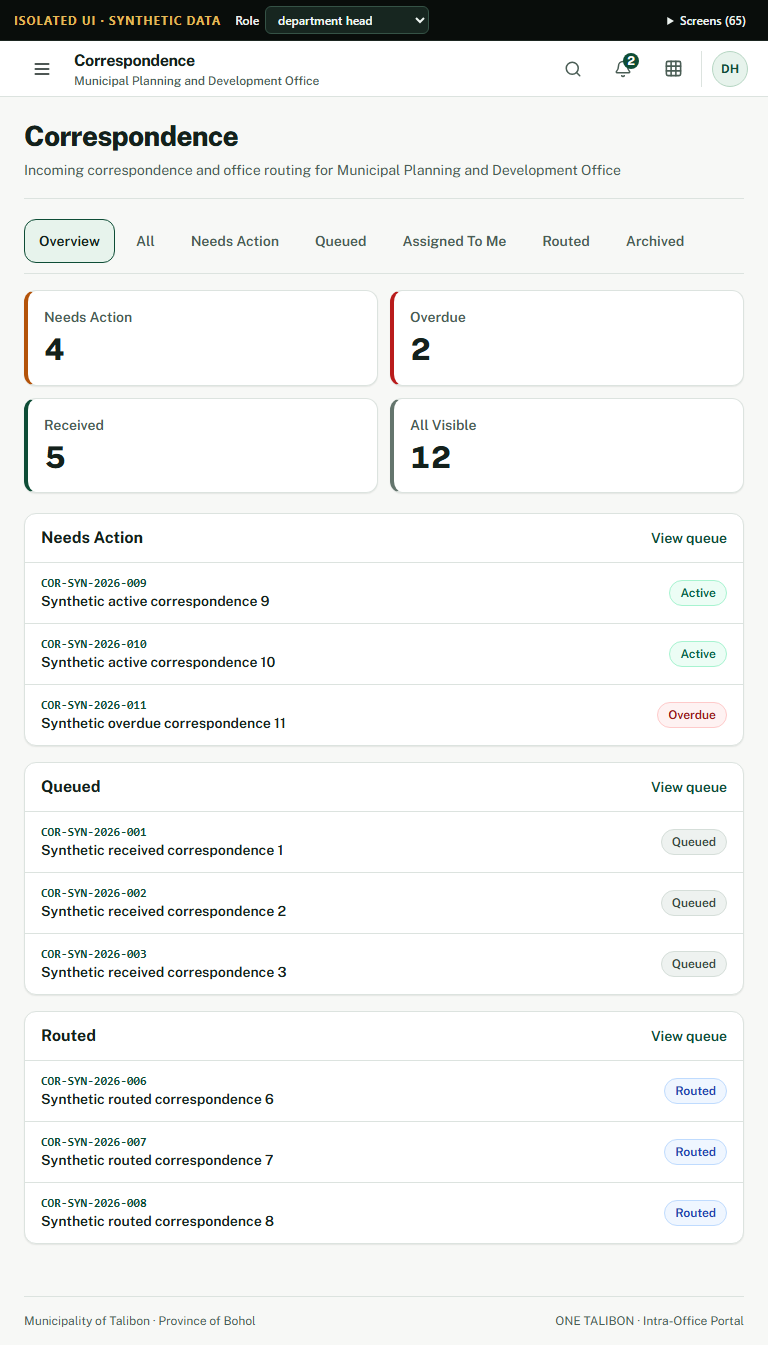 ISOLATED UI · SYNTHETIC DATA Role department head ▶ Screens (65)
Correspondence
Municipal Planning and Development Office
2
DH
Correspondence
Incoming correspondence and office routing for Municipal Planning and Development Office
Overview All Needs Action Queued Assigned To Me Routed Archived
Needs Action
4
Overdue
2
Received
5
All Visible
12
Needs Action View queue
COR-SYN-2026-009
Synthetic active correspondence 9
Active
COR-SYN-2026-010
Synthetic active correspondence 10
Active
COR-SYN-2026-011
Synthetic overdue correspondence 11
Overdue
Queued View queue
COR-SYN-2026-001
Synthetic received correspondence 1
Queued
COR-SYN-2026-002
Synthetic received correspondence 2
Queued
COR-SYN-2026-003
Synthetic received correspondence 3
Queued
Routed View queue
COR-SYN-2026-006
Synthetic routed correspondence 6
Routed
COR-SYN-2026-007
Synthetic routed correspondence 7
Routed
COR-SYN-2026-008
Synthetic routed correspondence 8
Routed
Municipality of Talibon · Province of Bohol ONE TALIBON · Intra-Office Portal